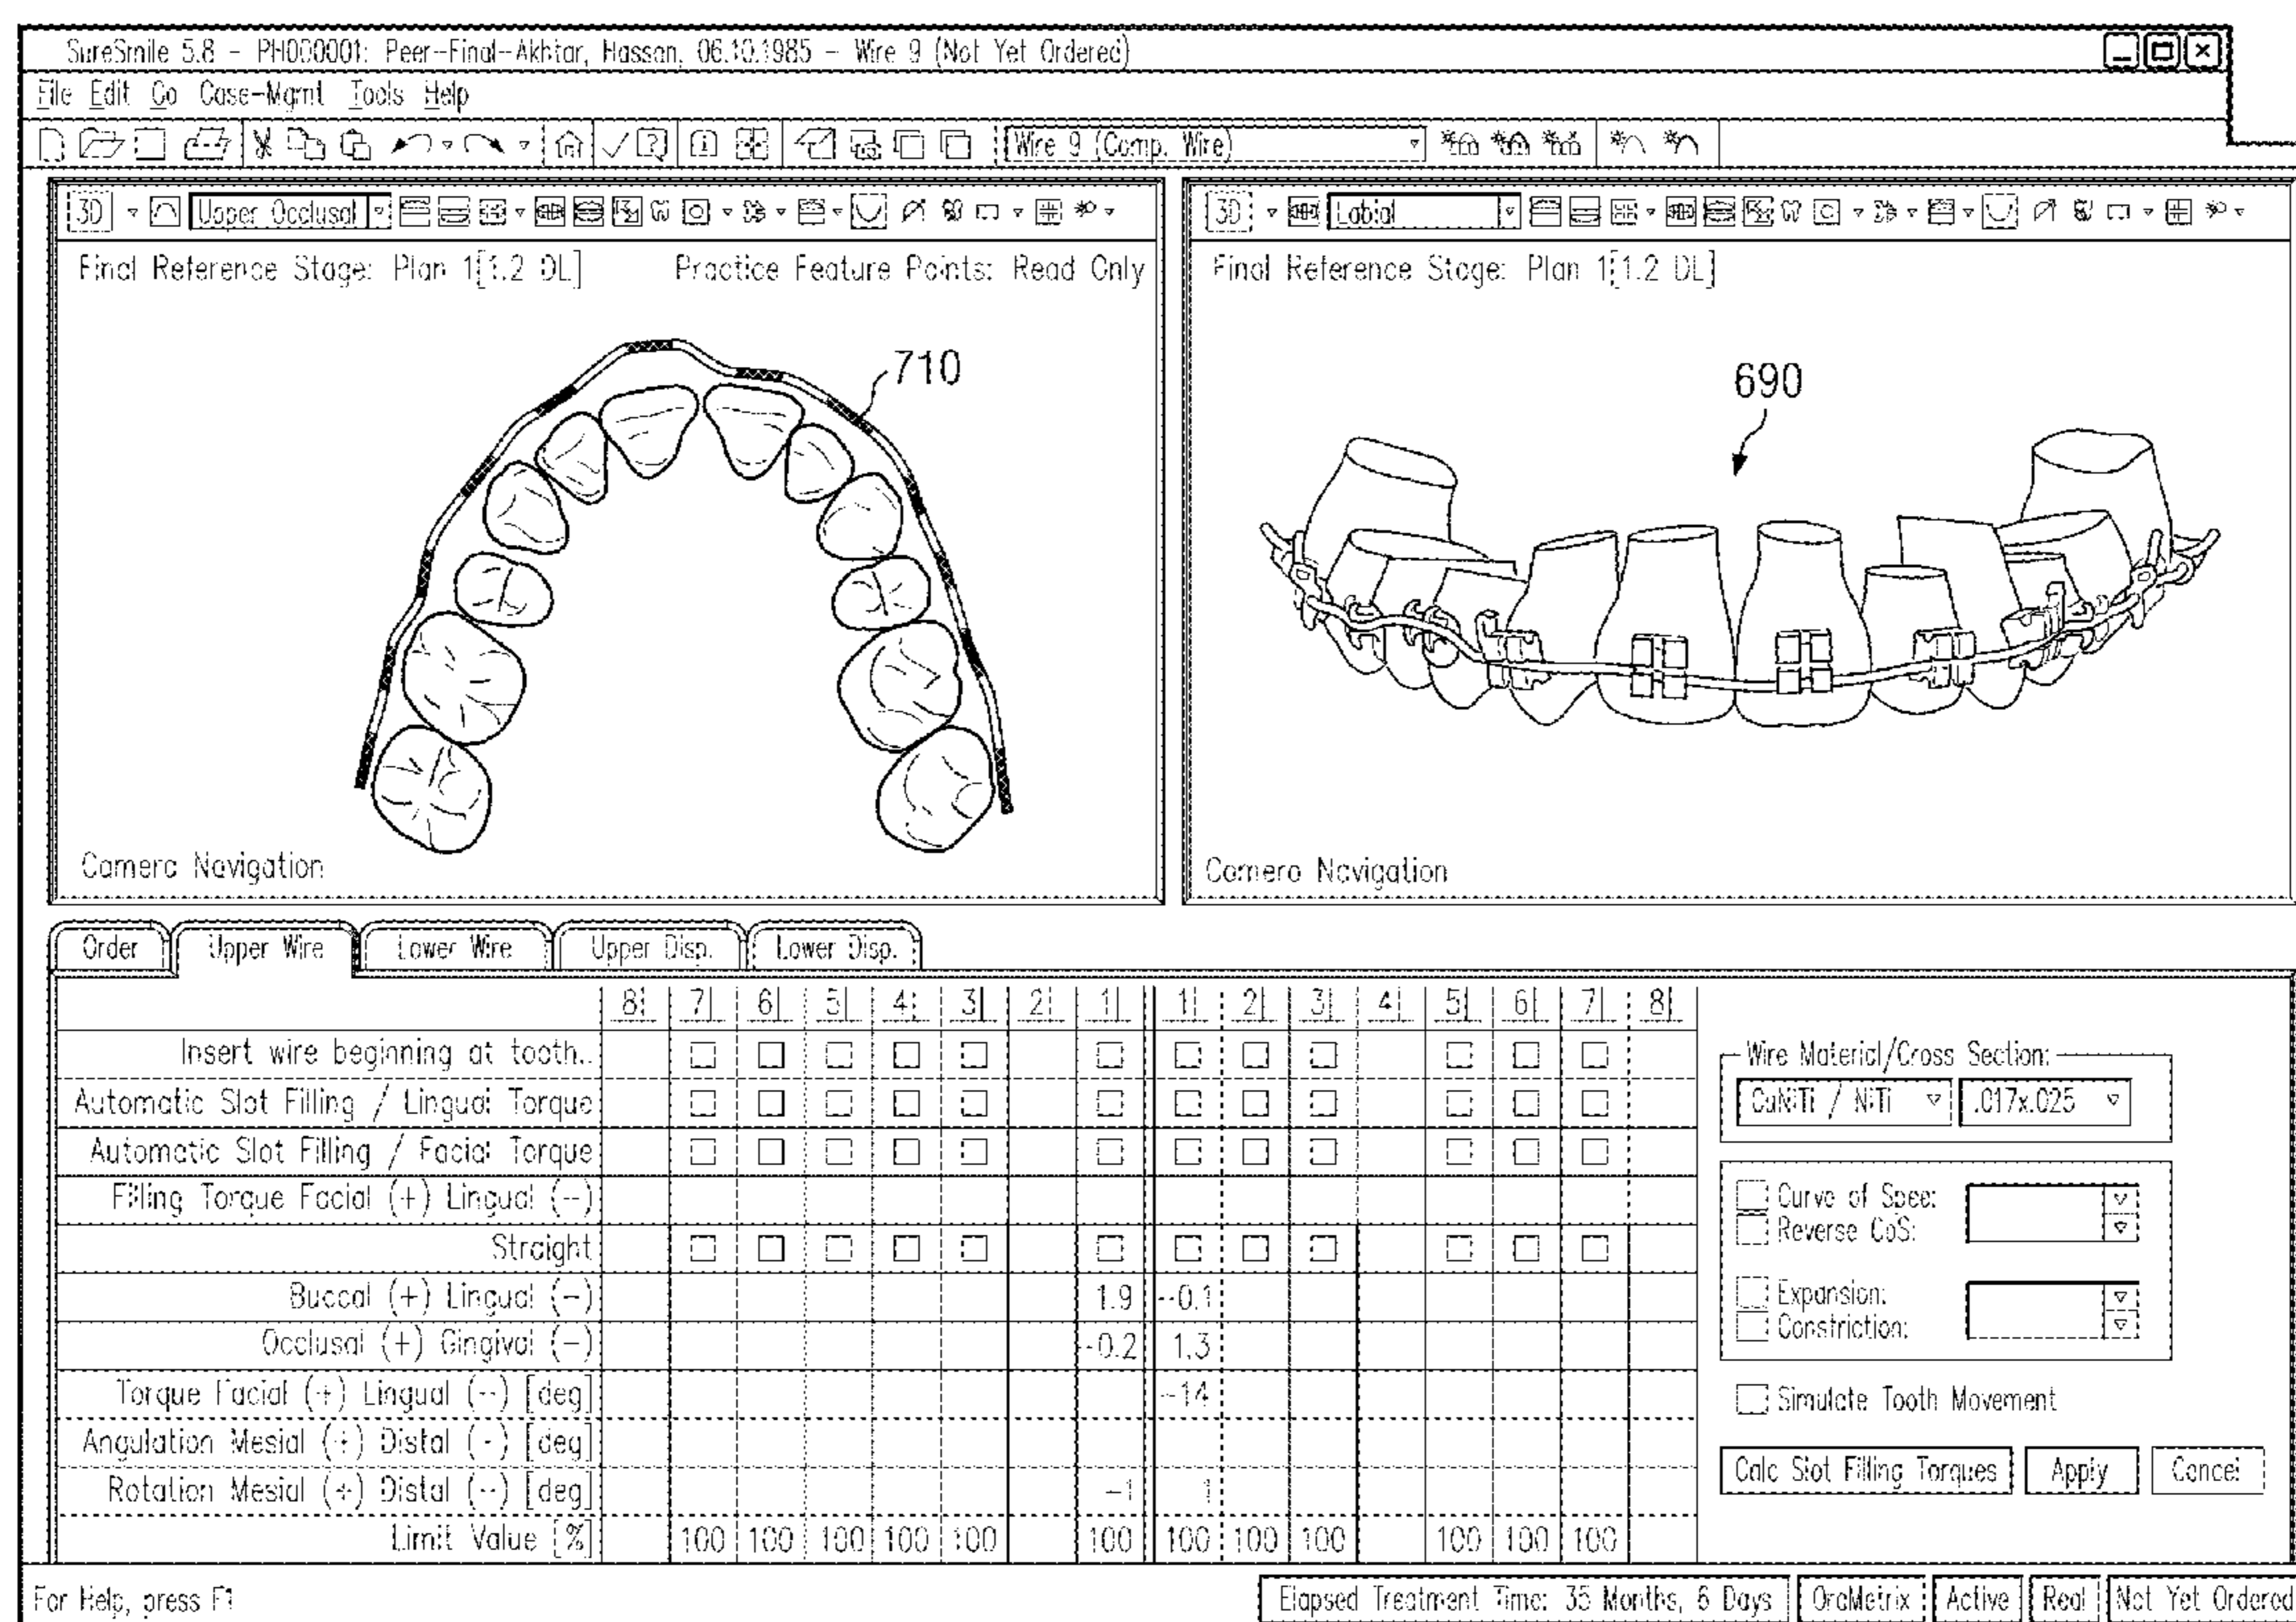 SureSmile 5.8 - PH000001: Peer-Final-Akhtar, Hassan, 06.10.1985 - Wire 9 (Not Yet Ordered)
File Edit Go Case-Mgmt Tools Help
Wire 9 (Comp. Wire)
3D Upper Occlusal
3D Labial
Final Reference Stage: Plan 1[1.2 DL] Practice Feature Points: Read Only
Final Reference Stage: Plan 1[1.2 DL]
710
690
Camera Navigation
Camera Navigation
Order Upper Wire Lower Wire Upper Disp. Lower Disp.
8 7 6 5 4 3 2 1 1 2 3 4 5 6 7 8
Insert wire beginning at tooth..
Automatic Slot Filling / Lingual Torque
Automatic Slot Filling / Facial Torque
Filling Torque Facial (+) Lingual (-)
Straight
Buccal (+) Lingual (-) 1.9 -0.1
Occlusal (+) Gingival (-) -0.2 1.3
Torque Facial (+) Lingual (-) [deg] -14
Angulation Mesial (+) Distal (-) [deg]
Rotation Mesial (+) Distal (-) [deg] -1 1
Limit Value [%] 100 100 100 100 100 100 100 100 100 100 100 100
Wire Material/Cross Section:
CuNiTi / NiTi .017x.025
Curve of Spee:
Reverse CoS:
Expansion:
Constriction:
Simulate Tooth Movement
Calc Slot Filling Torques Apply Cancel
For Help, press F1
Elapsed Treatment Time: 35 Months, 6 Days OraMetrix Active Real Not Yet Ordered